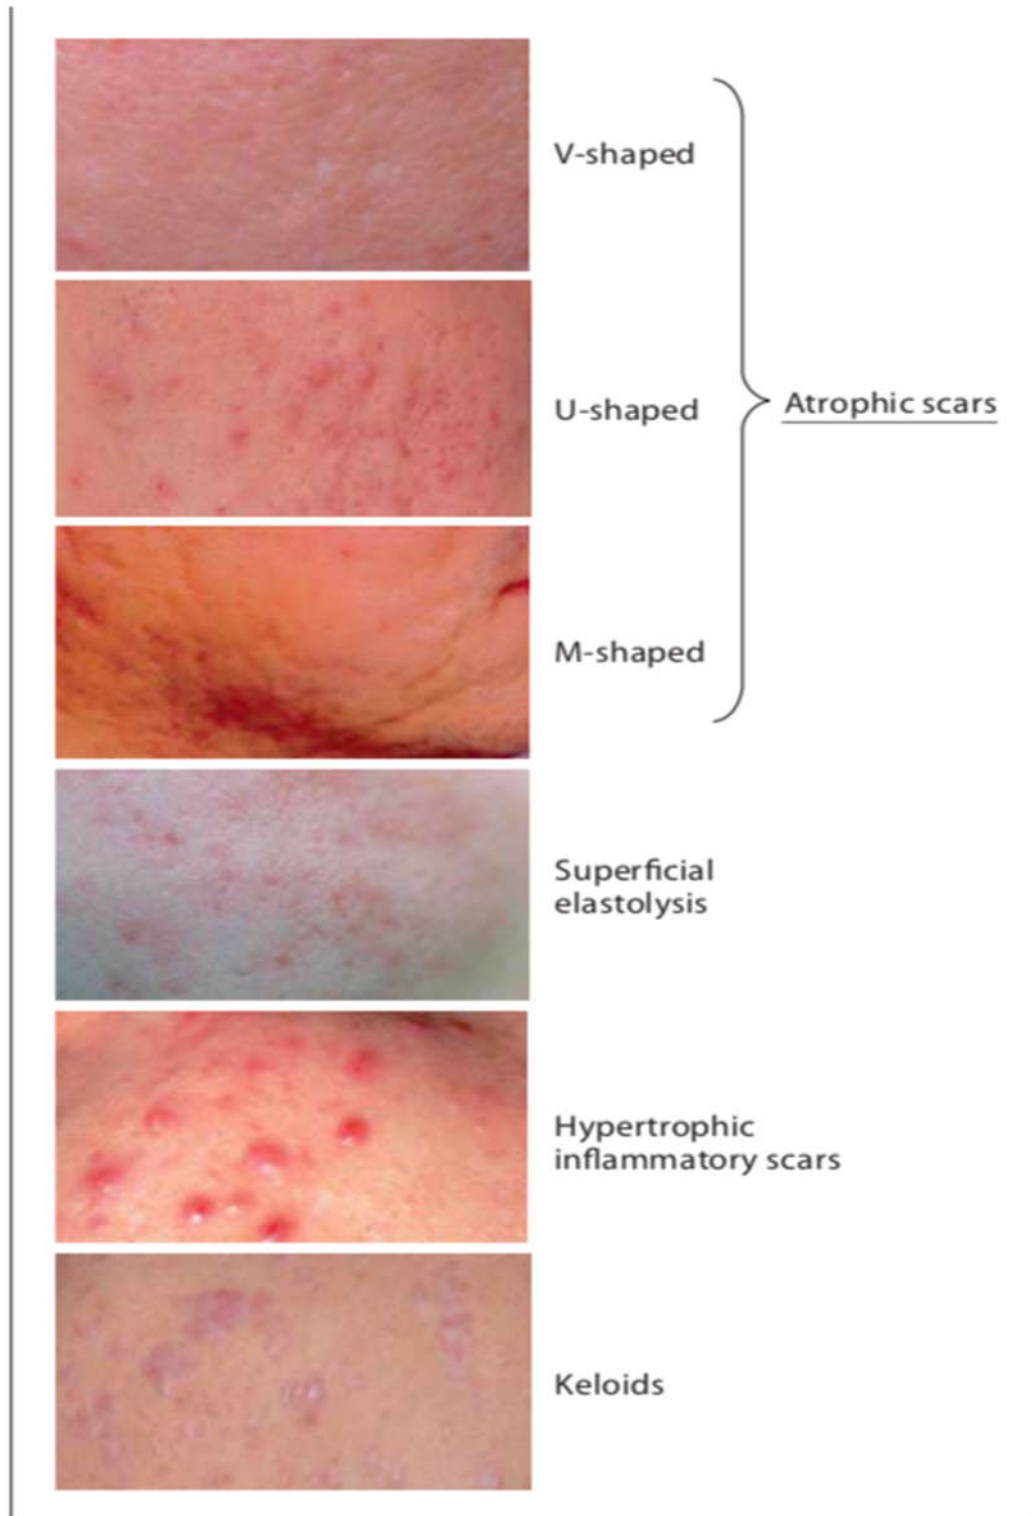 V-shaped
U-shaped
Atrophic scars
M-shaped
Superficial
elastolysis
Hypertrophic
inflammatory scars
Keloids